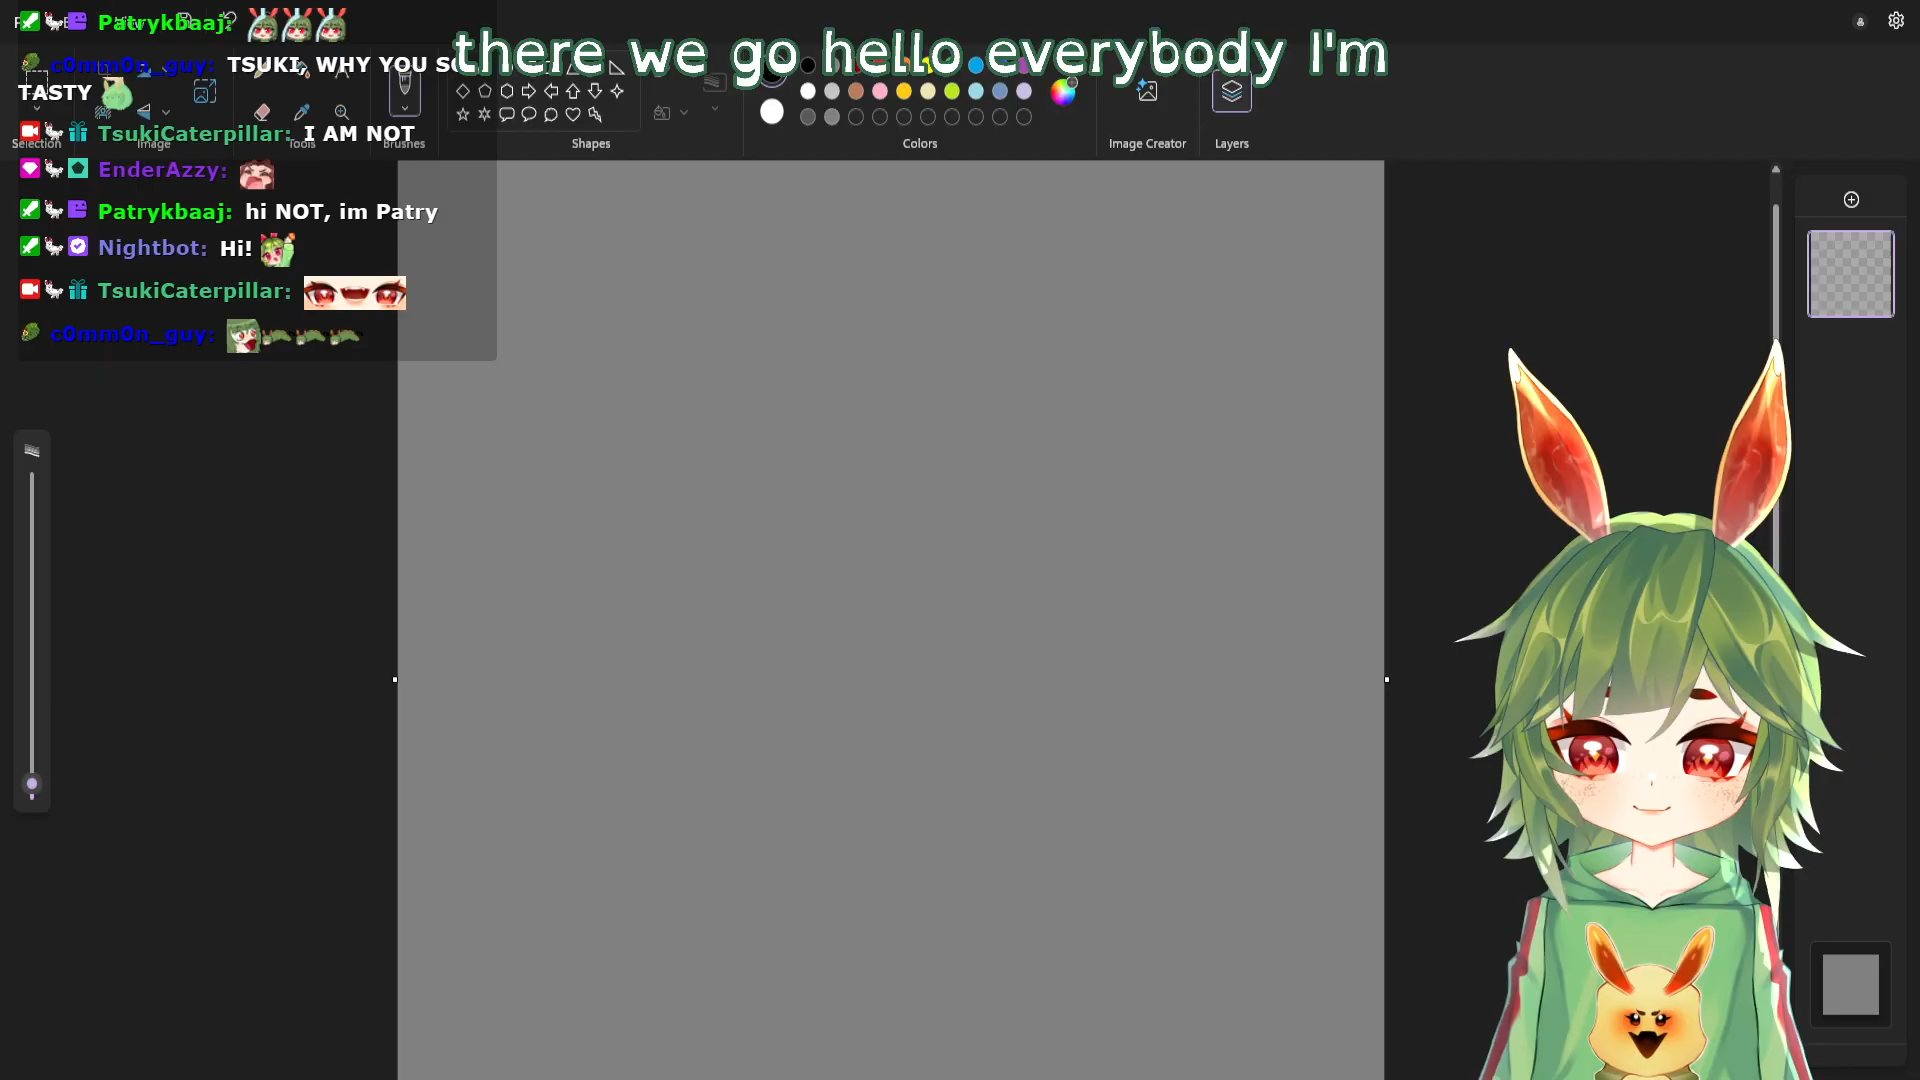 Patrykbaaj:
there we go hello everybody I'm
c0mm0n_guy: TSUKI, WHY YOU SO
TASTY
TsukiCaterpillar: I AM NOT
Selection
Image
Tools
Brushes
Shapes
Colors
Image Creator
Layers
EnderAzzy:
Patrykbaaj: hi NOT, im Patry
Nightbot: Hi!
TsukiCaterpillar:
c0mm0n_guy: